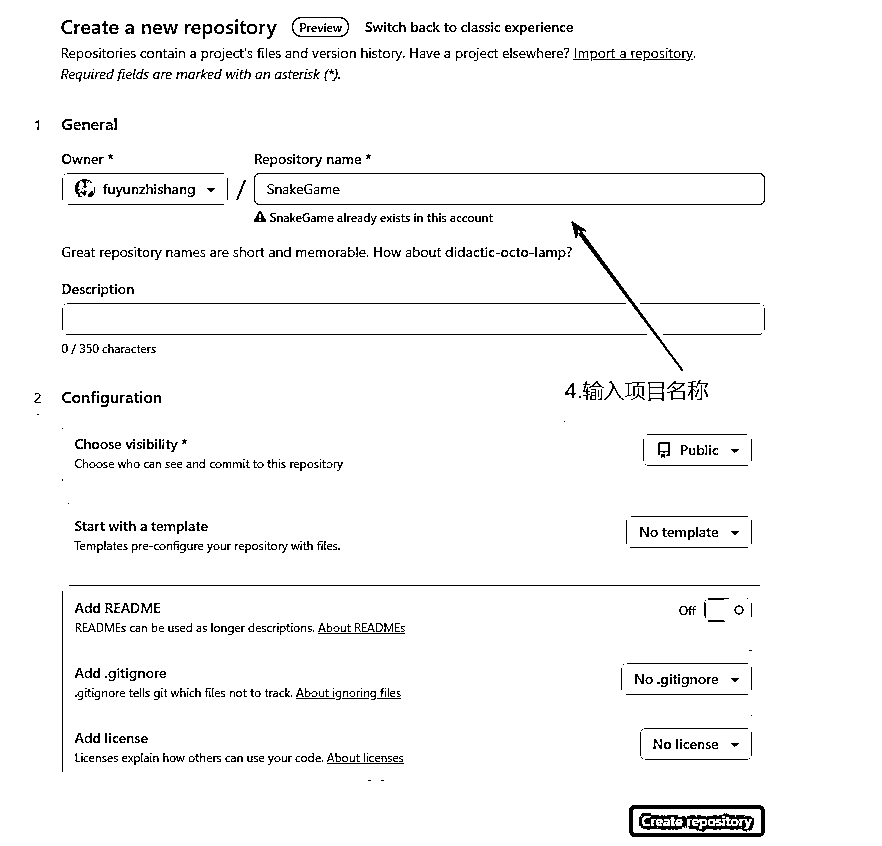 Create a new repository Preview Switch back to classic experience
Repositories contain a project's files and version history. Have a project elsewhere? Import a repository.
Required fields are marked with an asterisk (*).
1 General
Owner * Repository name *
fuyunzhishang / SnakeGame
SnakeGame already exists in this account
Great repository names are short and memorable. How about didactic-octo-lamp?
Description
0 / 350 characters
4.输入项目名称
2 Configuration
Choose visibility * Public
Choose who can see and commit to this repository
Start with a template No template
Templates pre-configure your repository with files.
Add README Off
READMEs can be used as longer descriptions. About READMEs
Add .gitignore No .gitignore
.gitignore tells git which files not to track. About ignoring files
Add license No license
Licenses explain how others can use your code. About licenses
Create repository